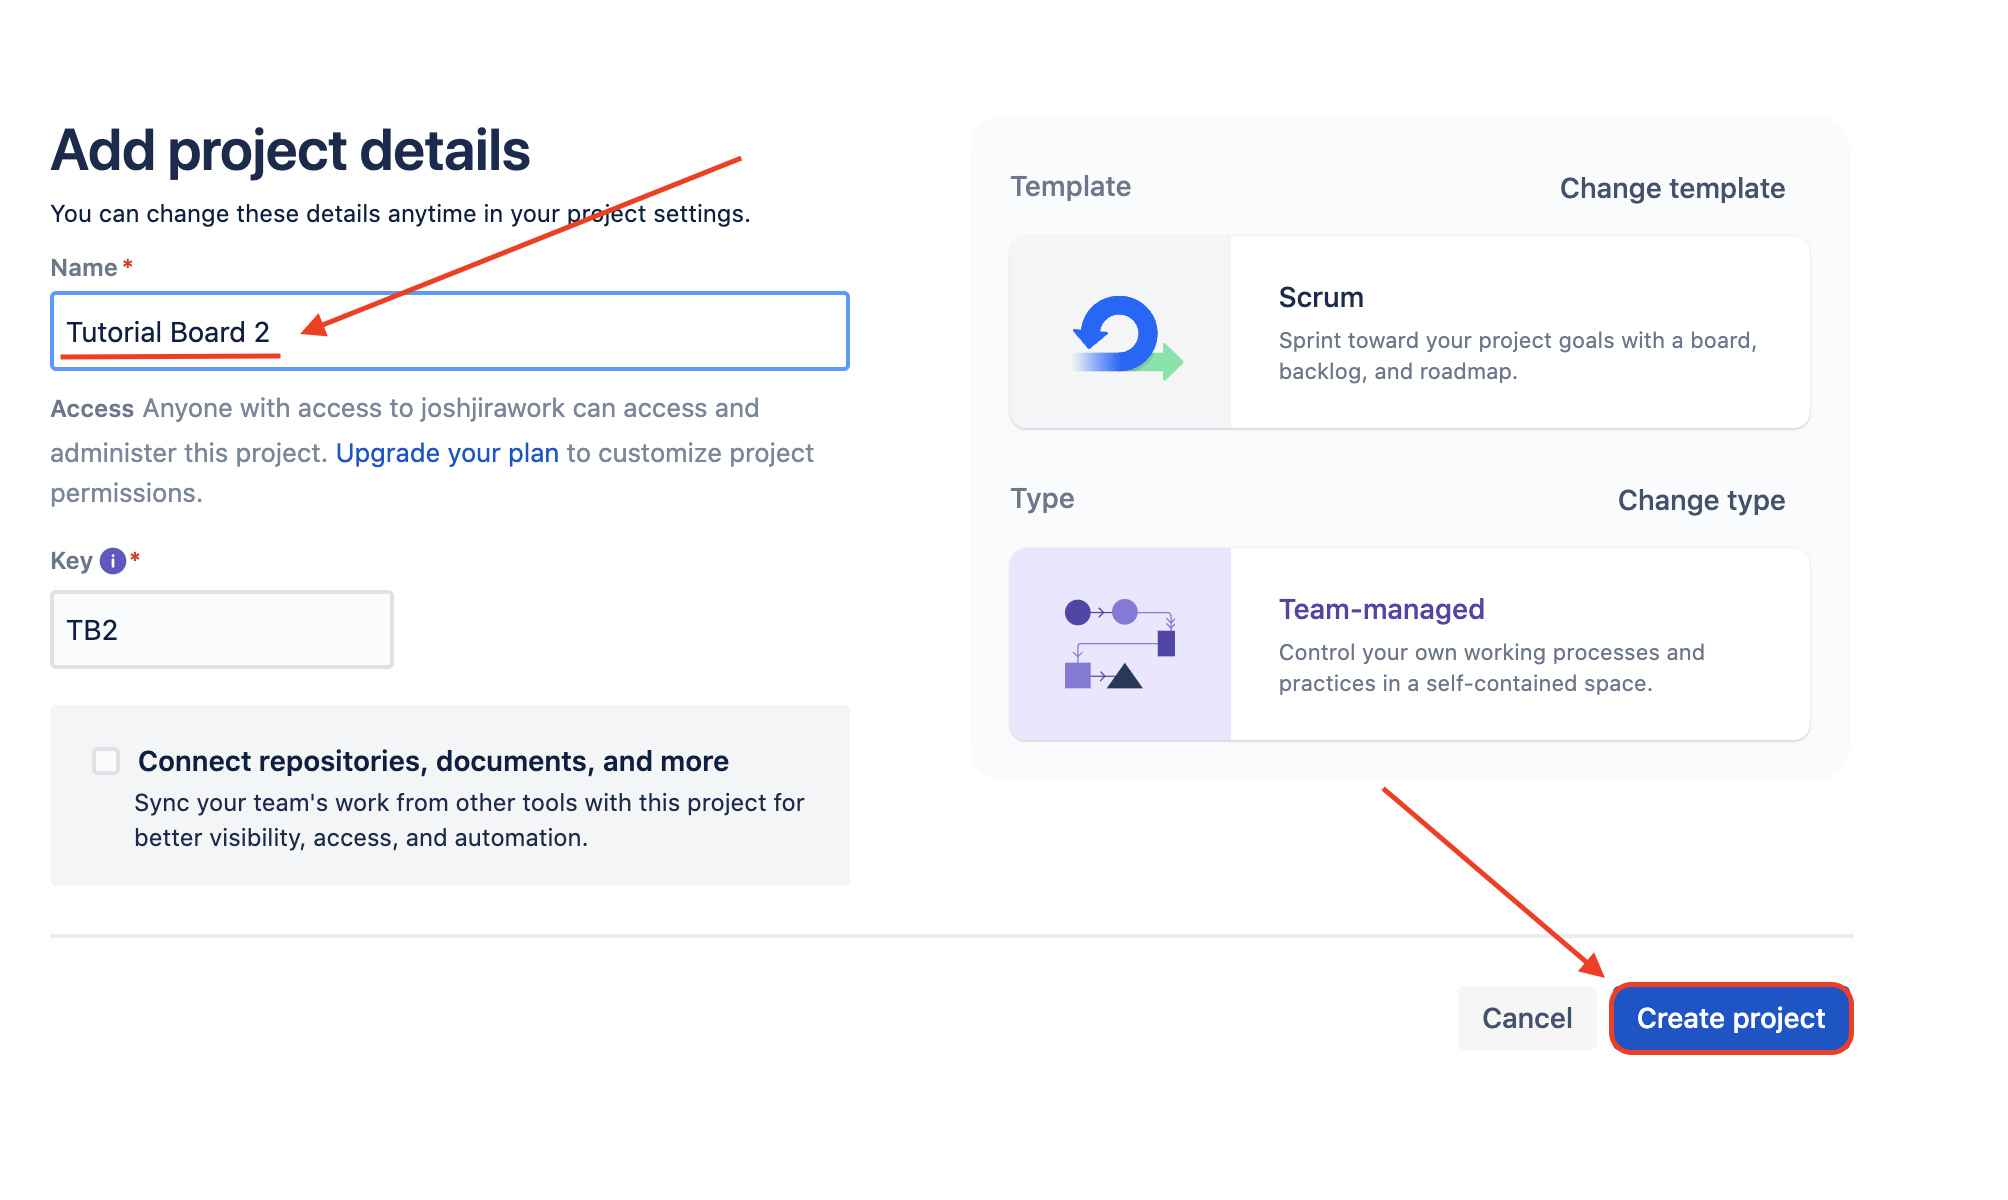 Add project details
You can change these details anytime in your project settings.
Name *
Tutorial Board 2
Access Anyone with access to joshjirawork can access and
administer this project. Upgrade your plan to customize project
permissions.
Key i *
TB2
Connect repositories, documents, and more
Sync your team's work from other tools with this project for
better visibility, access, and automation.
Template
Change template
Scrum
Sprint toward your project goals with a board,
backlog, and roadmap.
Type
Change type
Team-managed
Control your own working processes and
practices in a self-contained space.
Cancel
Create project